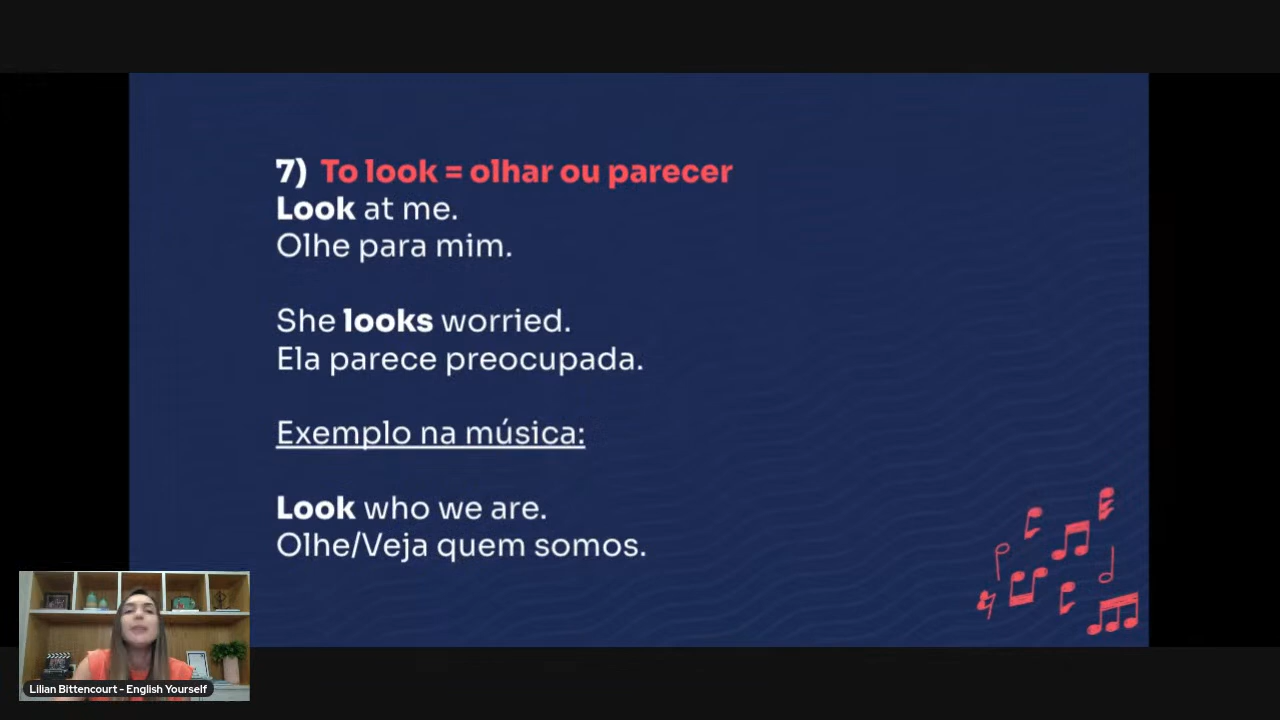 7) To look = olhar ou parecer
Look at me.
Olhe para mim.
She looks worried.
Ela parece preocupada.
Exemplo na música:
Look who we are.
Olhe/Veja quem somos.
Lilian Bittencourt - English Yourself